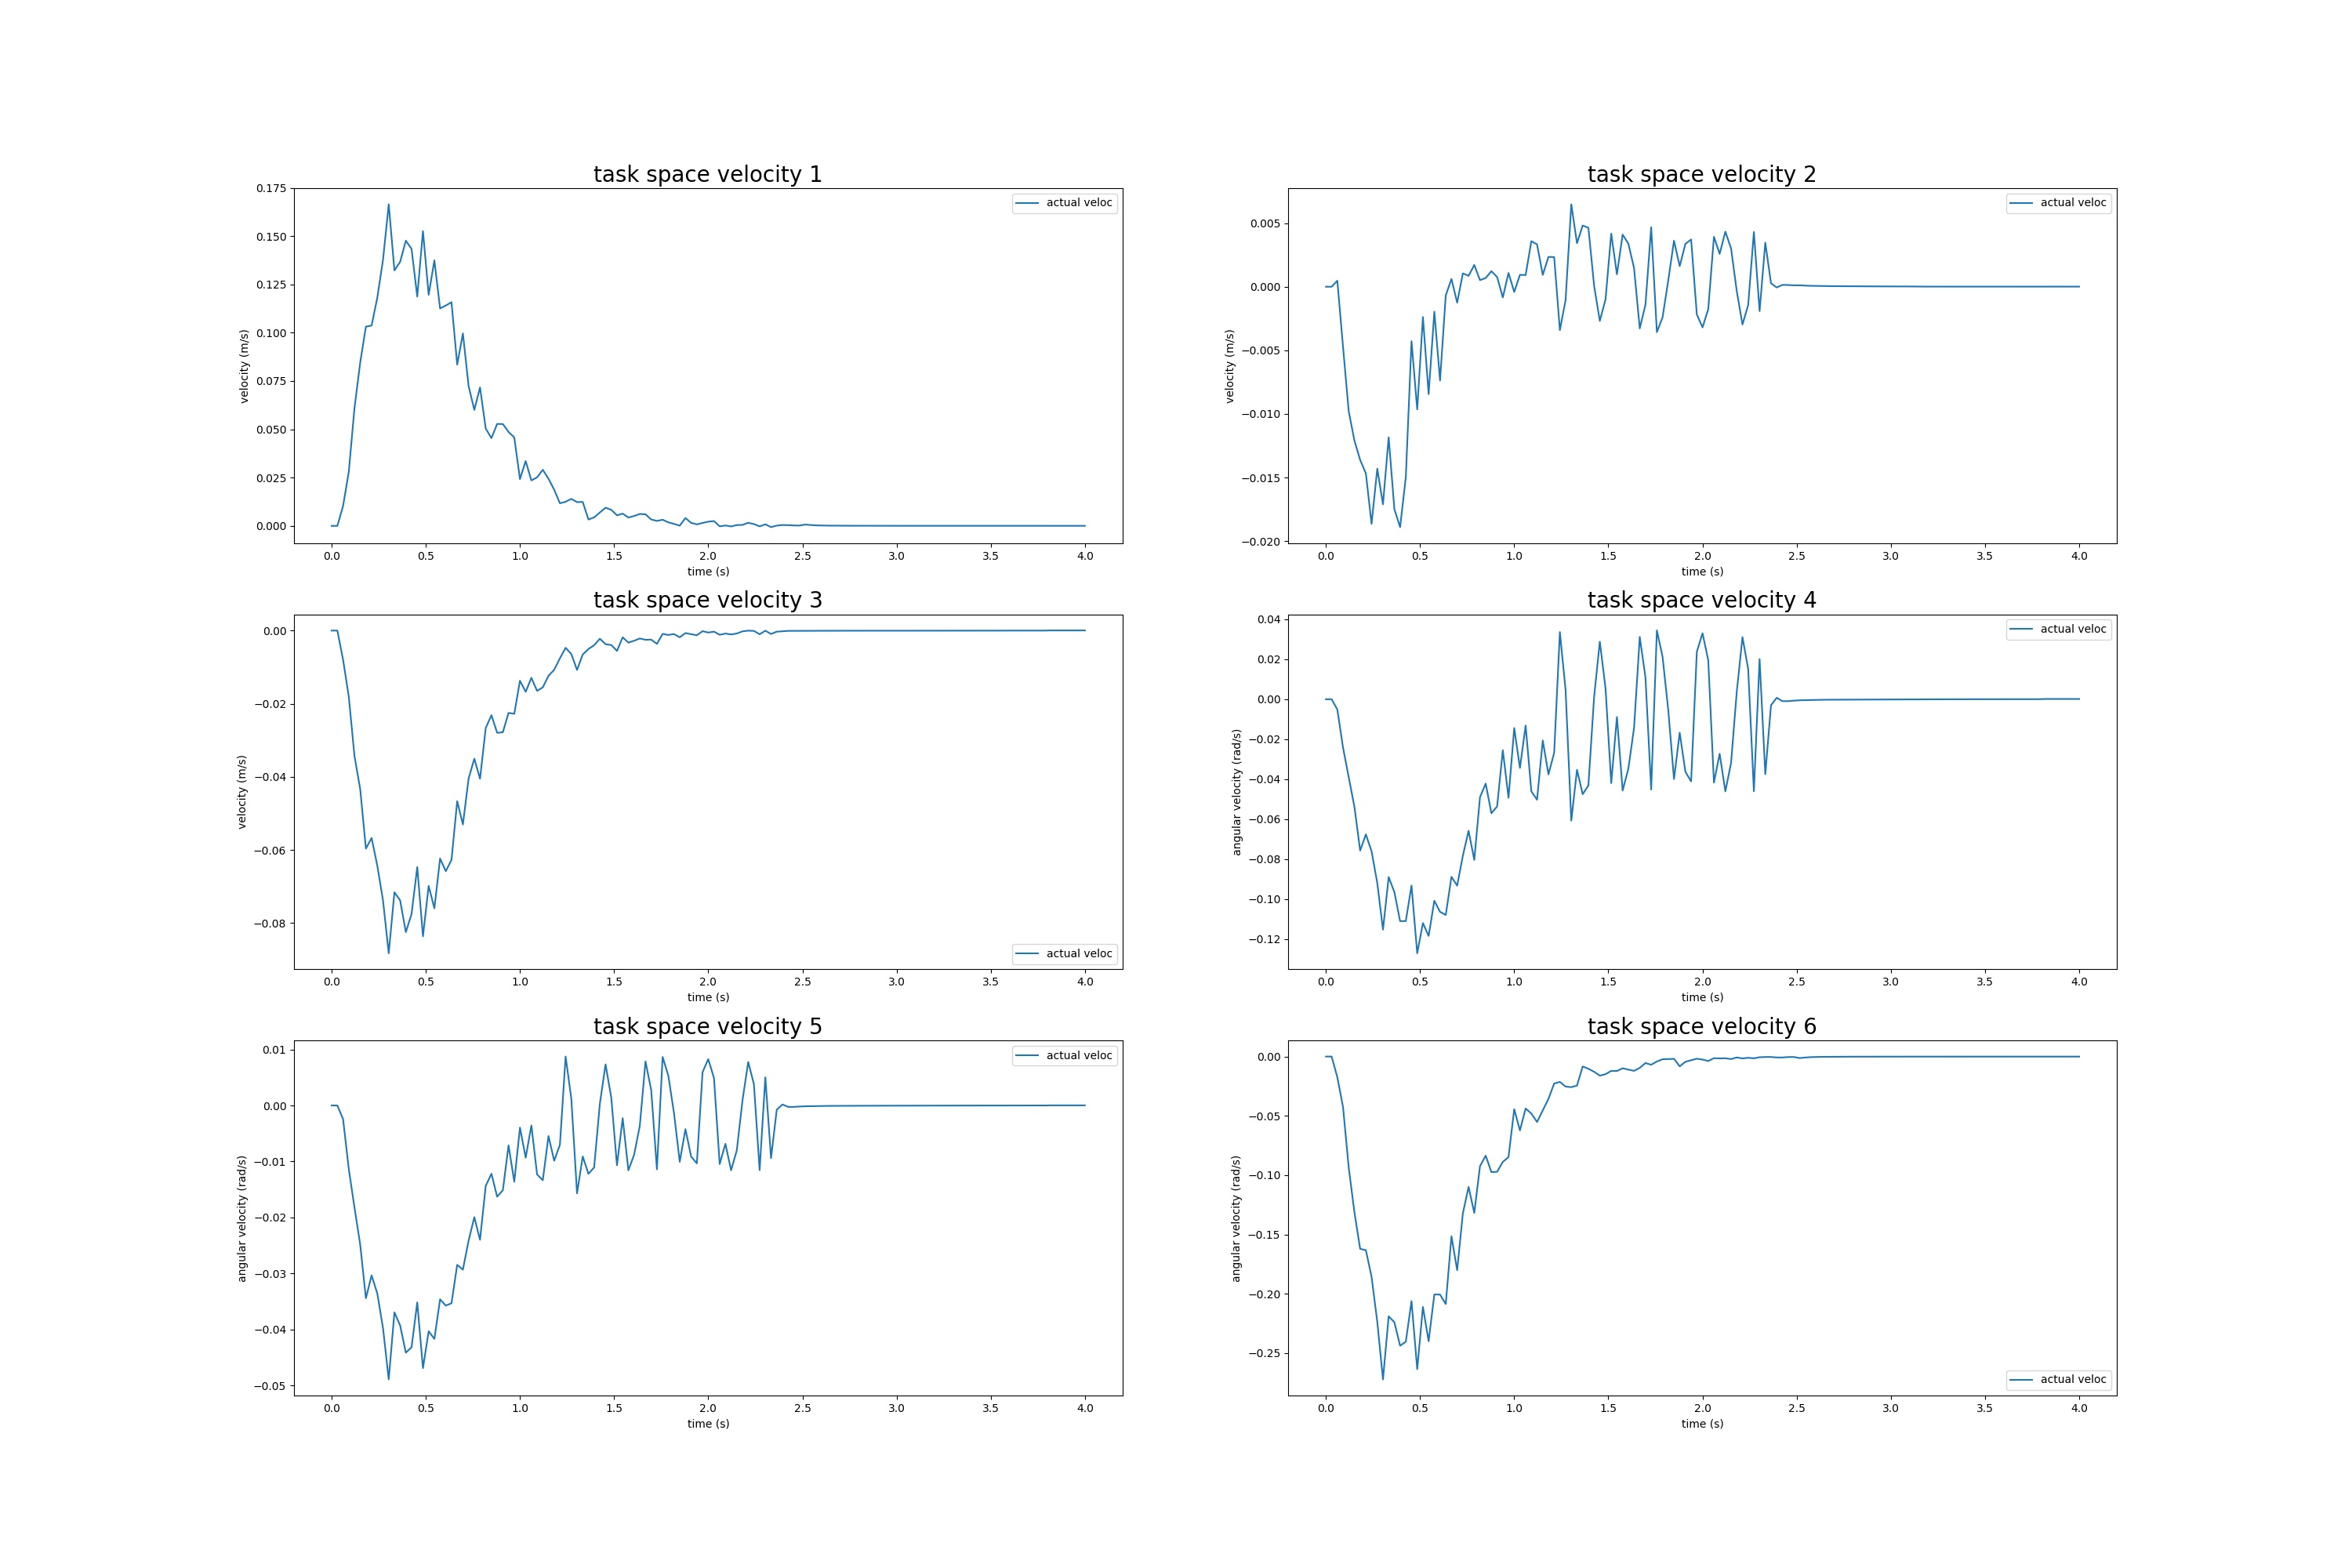 task space velocity 1
0.175
0.150
0.125
0.100
0.075
0.050
0.025
0.000
velocity (m/s)
actual veloc
0.0 0.5 1.0 1.5 2.0 2.5 3.0 3.5 4.0
time (s)
task space velocity 2
0.005
0.000
−0.005
−0.010
−0.015
−0.020
velocity (m/s)
actual veloc
0.0 0.5 1.0 1.5 2.0 2.5 3.0 3.5 4.0
time (s)
task space velocity 3
0.00
−0.02
−0.04
−0.06
−0.08
velocity (m/s)
actual veloc
0.0 0.5 1.0 1.5 2.0 2.5 3.0 3.5 4.0
time (s)
task space velocity 4
0.04
0.02
0.00
−0.02
−0.04
−0.06
−0.08
−0.10
−0.12
angular velocity (rad/s)
actual veloc
0.0 0.5 1.0 1.5 2.0 2.5 3.0 3.5 4.0
time (s)
task space velocity 5
0.01
0.00
−0.01
−0.02
−0.03
−0.04
−0.05
angular velocity (rad/s)
actual veloc
0.0 0.5 1.0 1.5 2.0 2.5 3.0 3.5 4.0
time (s)
task space velocity 6
0.00
−0.05
−0.10
−0.15
−0.20
−0.25
angular velocity (rad/s)
actual veloc
0.0 0.5 1.0 1.5 2.0 2.5 3.0 3.5 4.0
time (s)